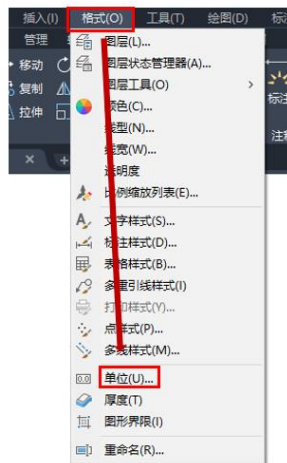 插入(I) 格式(O) 工具(T) 绘图(D) 标
管理
移动
复制
拉伸
图层(L)...
图层状态管理器(A)...
图层工具(O) >
颜色(C)...
线型(N)...
线宽(W)...
透明度
比例缩放列表(E)...
文字样式(S)...
标注样式(D)...
表格样式(B)...
多重引线样式(I)
打印样式(Y)...
点样式(P)...
多线样式(M)...
0.0 单位(U)...
厚度(T)
图形界限(I)
重命名(R)...
标注
注释